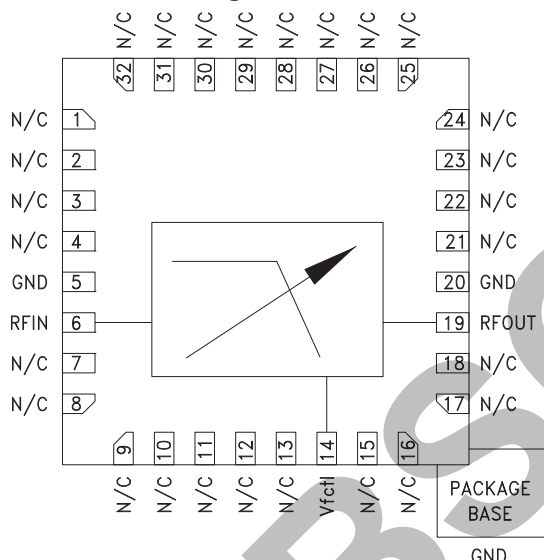 N/C N/C N/C N/C N/C N/C N/C N/C
32 31 30 29 28 27 26 25
N/C 1 24 N/C
N/C 2 23 N/C
N/C 3 22 N/C
N/C 4 21 N/C
GND 5 20 GND
RFIN 6 19 RFOUT
N/C 7 18 N/C
N/C 8 17 N/C
9 10 11 12 13 14 15 16
N/C N/C N/C N/C N/C Vfctl N/C N/C
PACKAGE
BASE
GND